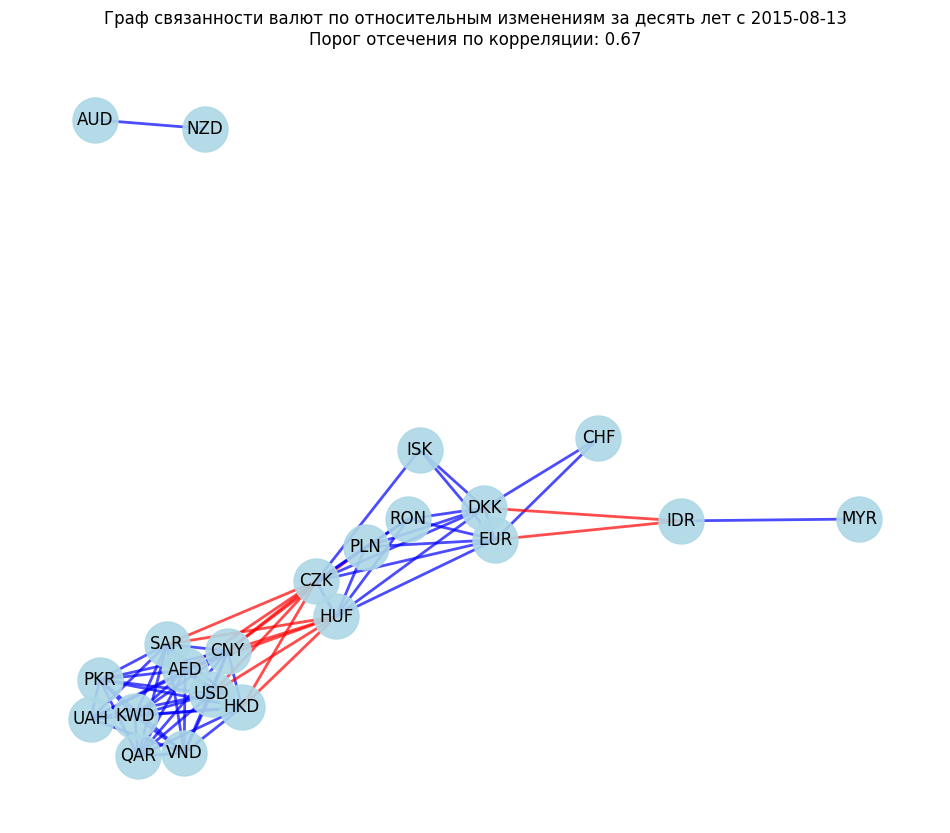 Граф связанности валют по относительным изменениям за десять лет с 2015-08-13
Порог отсечения по корреляции: 0.67
AUD
NZD
CHF
ISK
DKK
RON
IDR
MYR
EUR
PLN
CZK
HUF
SAR
CNY
AED
PKR
USD
HKD
UAH
KWD
QAR
VND